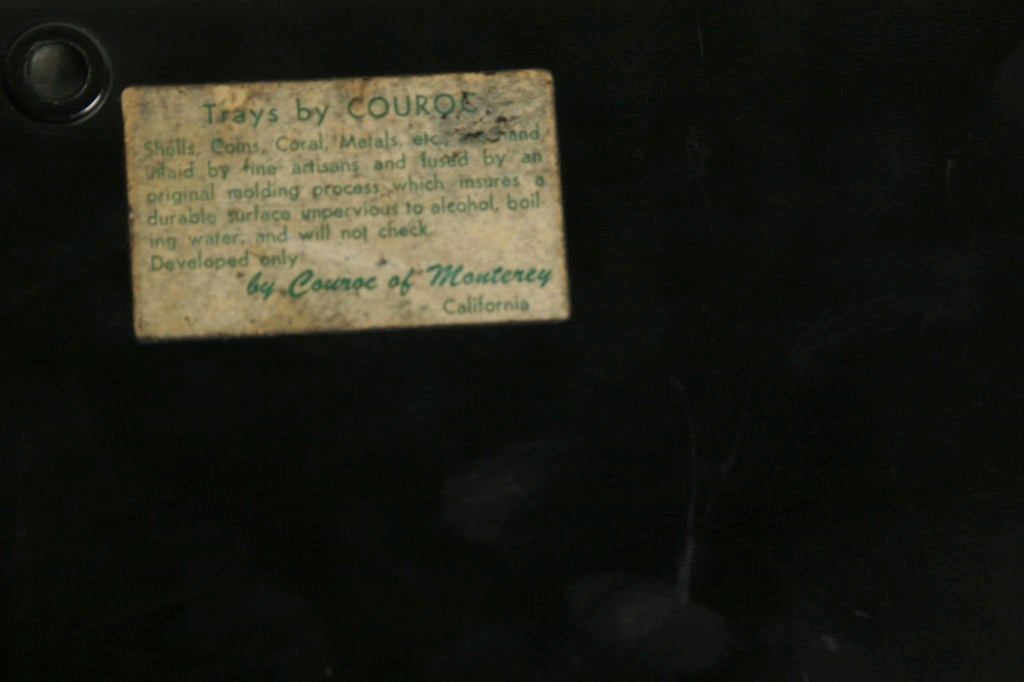 Trays by COUROC
Shells, Coins, Coral, Metals, etc. hand
inlaid by fine artisans and fused by an
original molding process which insures a
durable surface impervious to alcohol, boil-
ing water, and will not check.
Developed only
by Couroc of Monterey
California